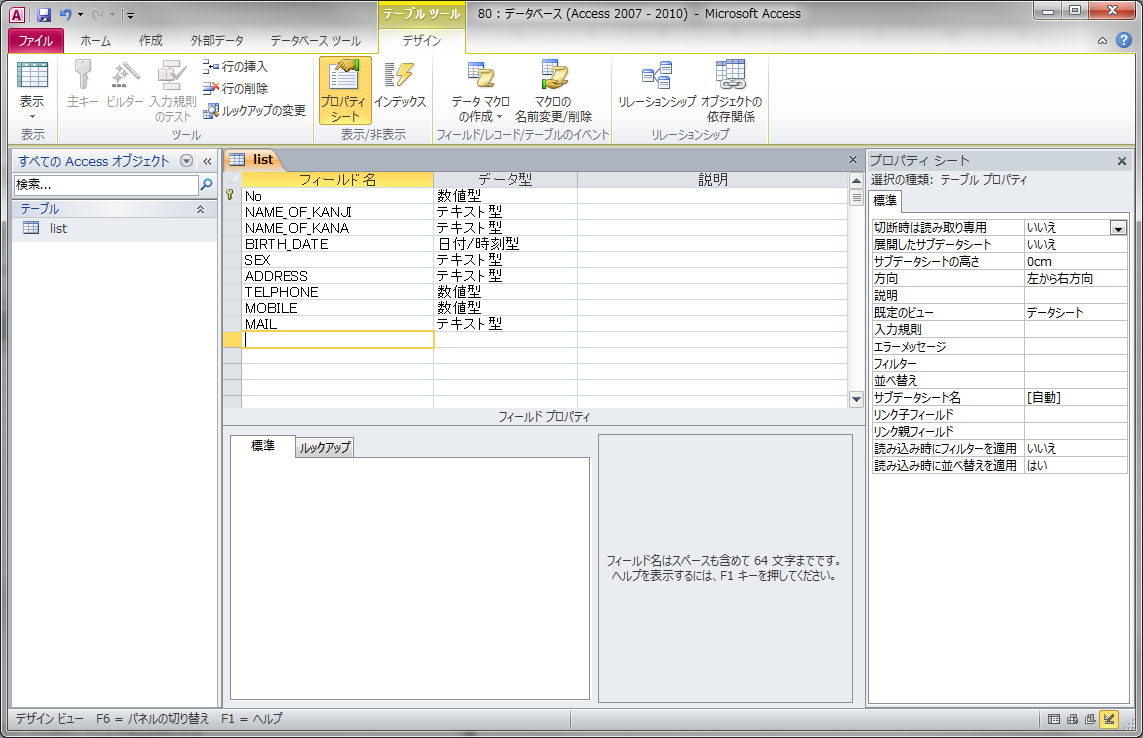 テーブル ツール
80 : データベース (Access 2007 - 2010) - Microsoft Access
ファイル ホーム 作成 外部データ データベース ツール デザイン
表示
主キー
ビルダー
入力規則
のテスト
行の挿入
行の削除
ルックアップの変更
プロパティ
シート
インデックス
データ マクロ
の作成
マクロの
名前変更/削除
リレーションシップ
オブジェクトの
依存関係
表示 ツール 表示/非表示 フィールド/レコード/テーブルのイベント リレーションシップ
すべての Access オブジェクト
検索...
テーブル
list
list
フィールド名 データ型 説明
No 数値型
NAME_OF_KANJI テキスト型
NAME_OF_KANA テキスト型
BIRTH_DATE 日付/時刻型
SEX テキスト型
ADDRESS テキスト型
TELPHONE 数値型
MOBILE 数値型
MAIL テキスト型
フィールド プロパティ
標準 ルックアップ
フィールド名はスペースも含めて 64 文字までです。
ヘルプを表示するには、F1 キーを押してください。
プロパティ シート
選択の種類: テーブル プロパティ
標準
切断時は読み取り専用 いいえ
展開したサブデータシート いいえ
サブデータシートの高さ 0cm
方向 左から右方向
説明
既定のビュー データシート
入力規則
エラーメッセージ
フィルター
並べ替え
サブデータシート名 [自動]
リンク子フィールド
リンク親フィールド
読み込み時にフィルターを適用 いいえ
読み込み時に並べ替えを適用 はい
デザイン ビュー F6 = パネルの切り替え F1 = ヘルプ